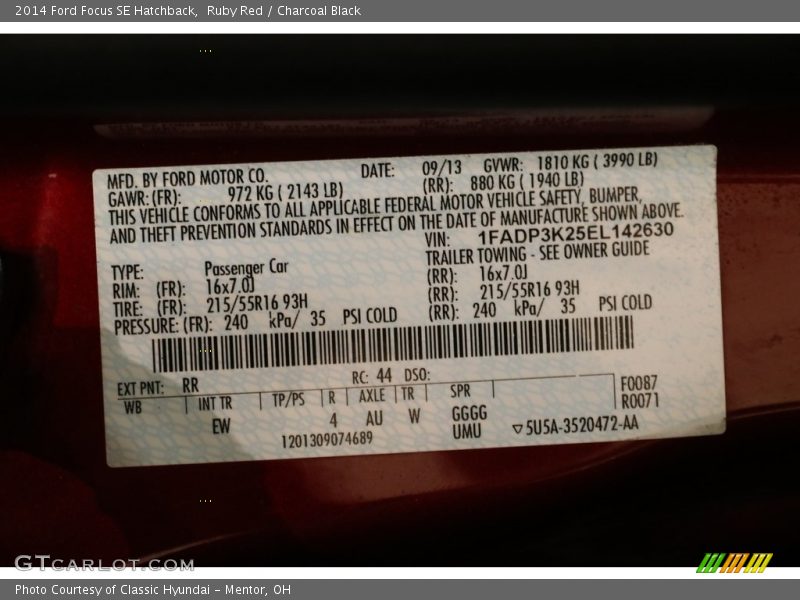 2014 Ford Focus SE Hatchback,  Ruby Red / Charcoal Black
MFD. BY FORD MOTOR CO. DATE: 09/13 GVWR: 1810 KG ( 3990 LB)
GAWR: (FR): 972 KG ( 2143 LB) (RR): 880 KG ( 1940 LB)
THIS VEHICLE CONFORMS TO ALL APPLICABLE FEDERAL MOTOR VEHICLE SAFETY, BUMPER,
AND THEFT PREVENTION STANDARDS IN EFFECT ON THE DATE OF MANUFACTURE SHOWN ABOVE.
VIN: 1FADP3K25EL142630
TYPE: Passenger Car TRAILER TOWING - SEE OWNER GUIDE
RIM: (FR): 16x7.0J (RR): 16x7.0J
TIRE: (FR): 215/55R16 93H (RR): 215/55R16 93H
PRESSURE: (FR): 240 kPa/ 35 PSI COLD (RR): 240 kPa/ 35 PSI COLD
EXT PNT: RR RC: 44 DSO: F0087
WB INT TR TP/PS R AXLE TR SPR R0071
EW 4 AU W GGGG
1201309074689 UMU ▽5U5A-3520472-AA
GTCARLOT.COM
Photo Courtesy of Classic Hyundai - Mentor, OH